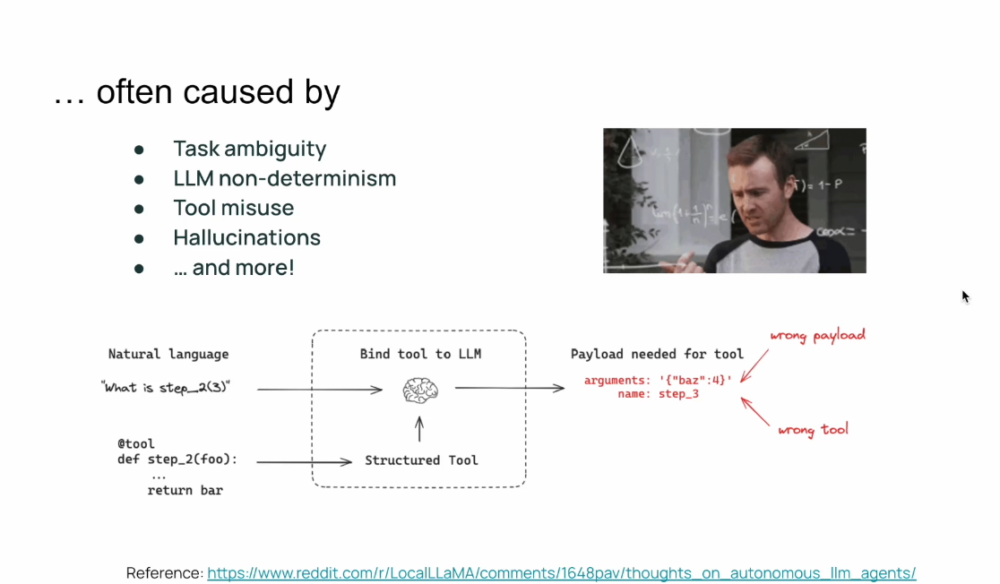 … often caused by
● Task ambiguity
● LLM non-determinism
● Tool misuse
● Hallucinations
● … and more!
cosα=
Natural language
"What is step_2(3)"
@tool
def step_2(foo):
...
return bar
Bind tool to LLM
Structured Tool
Payload needed for tool
arguments: '{"baz":4}'
name: step_3
wrong payload
wrong tool
Reference: https://www.reddit.com/r/LocalLLaMA/comments/1648pav/thoughts_on_autonomous_llm_agents/